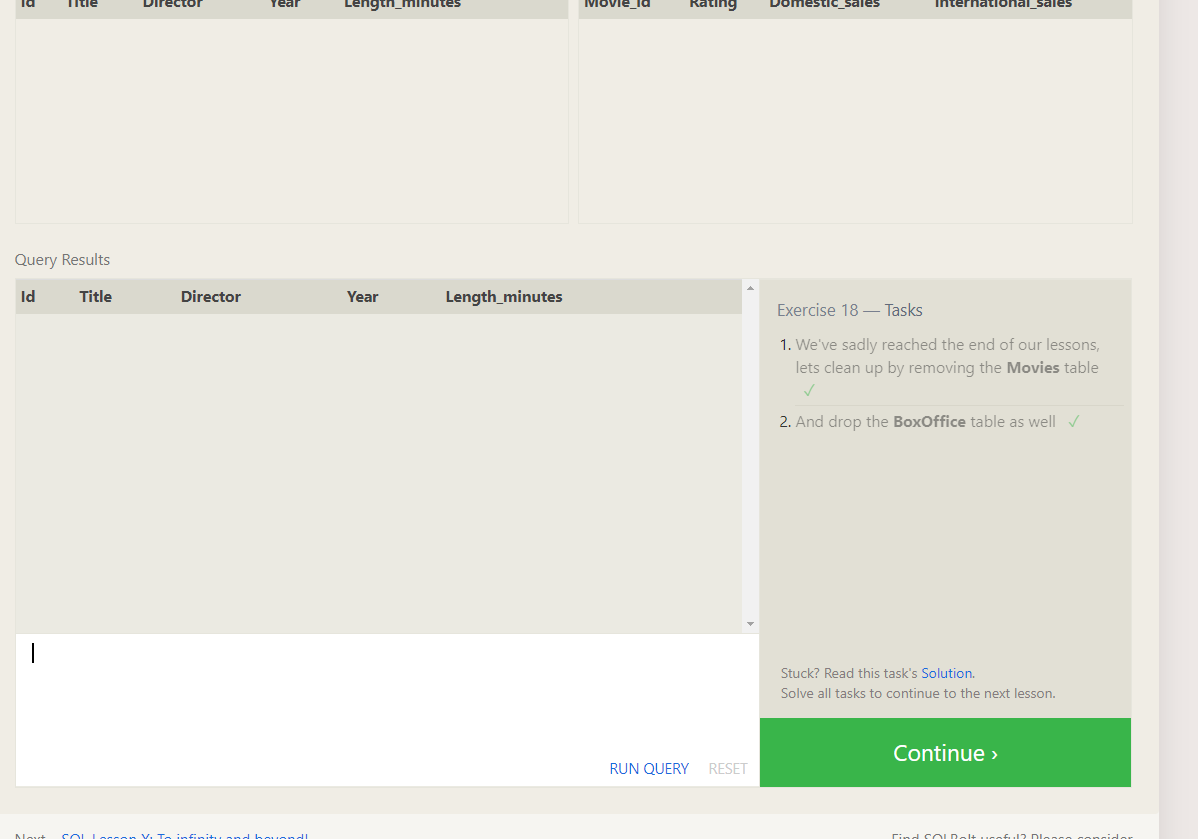 Id Title Director Year Length_minutes
Movie_id Rating Domestic_sales International_sales
Query Results
Id Title Director Year Length_minutes
Exercise 18 — Tasks
1. We've sadly reached the end of our lessons,
lets clean up by removing the Movies table
✓
2. And drop the BoxOffice table as well ✓
Stuck? Read this task's Solution.
Solve all tasks to continue to the next lesson.
RUN QUERY RESET
Continue ›
Next – SQL Lesson X: To infinity and beyond!
Find SQLBolt useful? Please consider